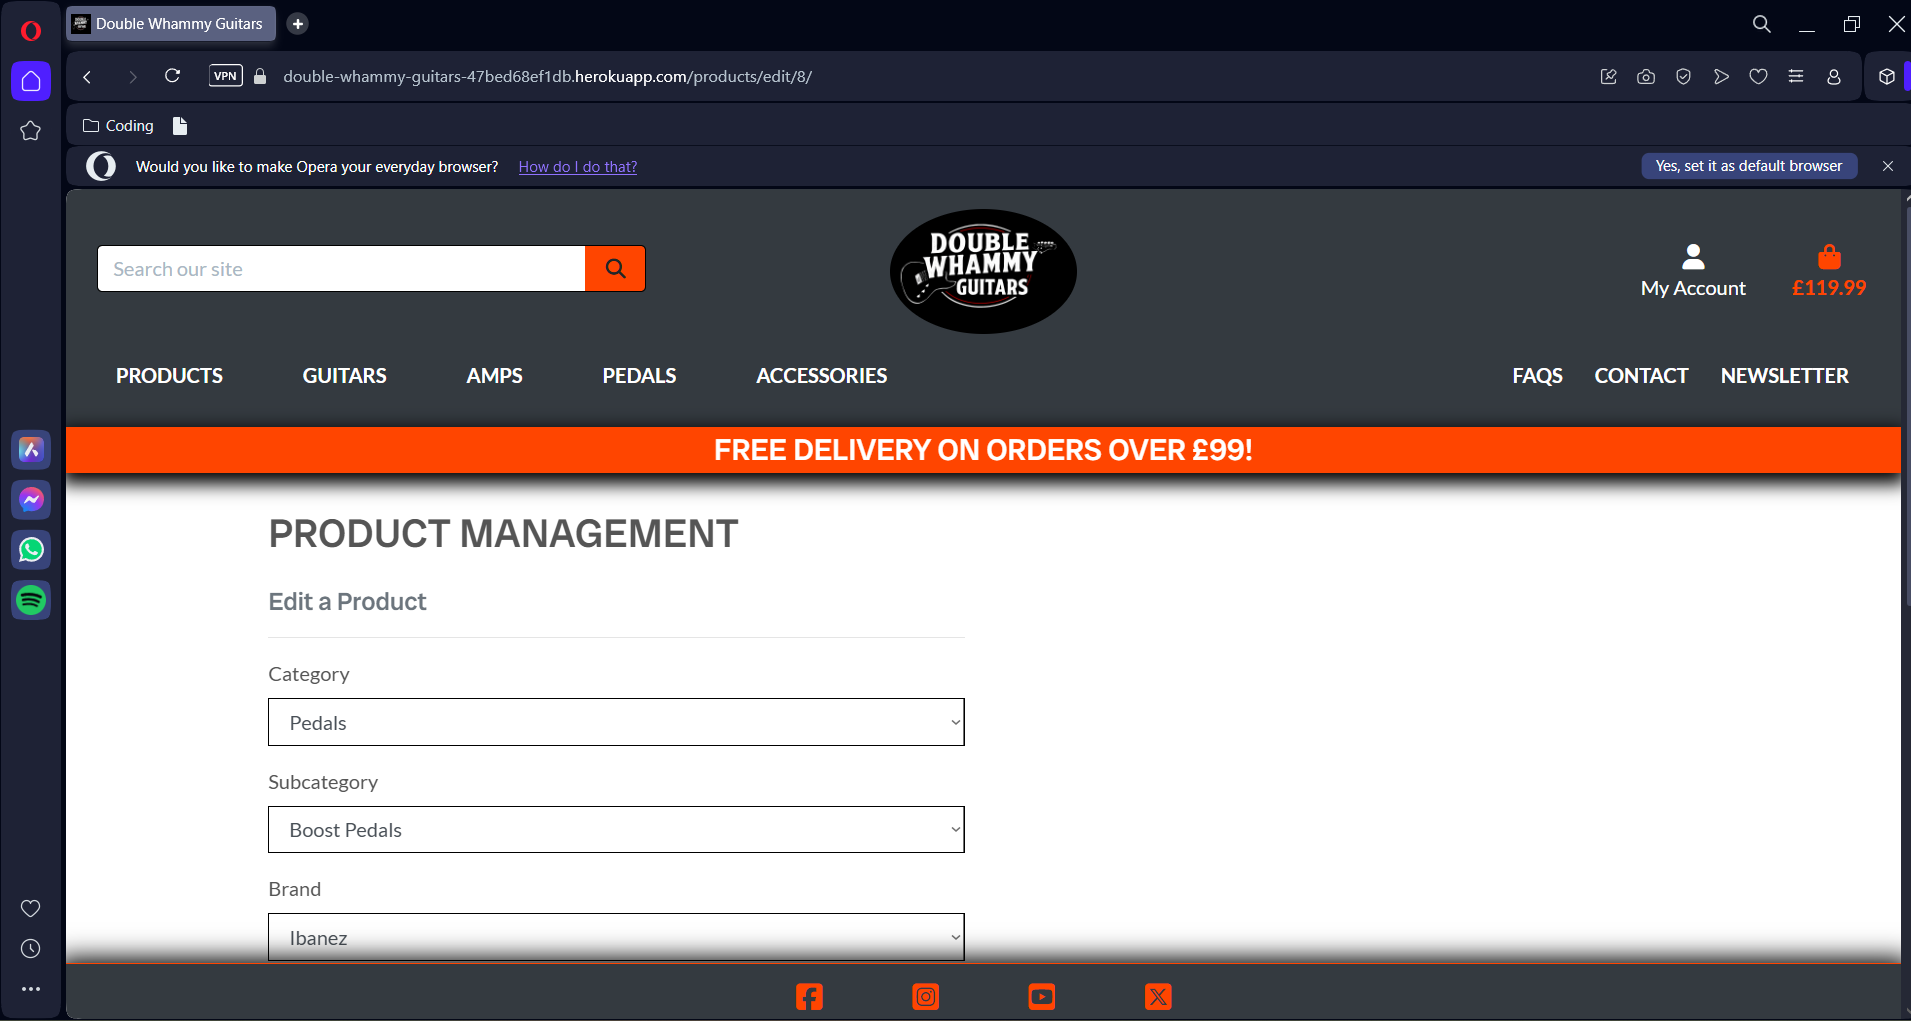 Double Whammy Guitars
VPN
double-whammy-guitars-47bed68ef1db.herokuapp.com/products/edit/8/
Coding
Would you like to make Opera your everyday browser? How do I do that?
Yes, set it as default browser
Search our site
DOUBLE
WHAMMY
GUITARS
My Account
£119.99
PRODUCTS
GUITARS
AMPS
PEDALS
ACCESSORIES
FAQS
CONTACT
NEWSLETTER
FREE DELIVERY ON ORDERS OVER £99!
PRODUCT MANAGEMENT
Edit a Product
Category
Pedals
Subcategory
Boost Pedals
Brand
Ibanez